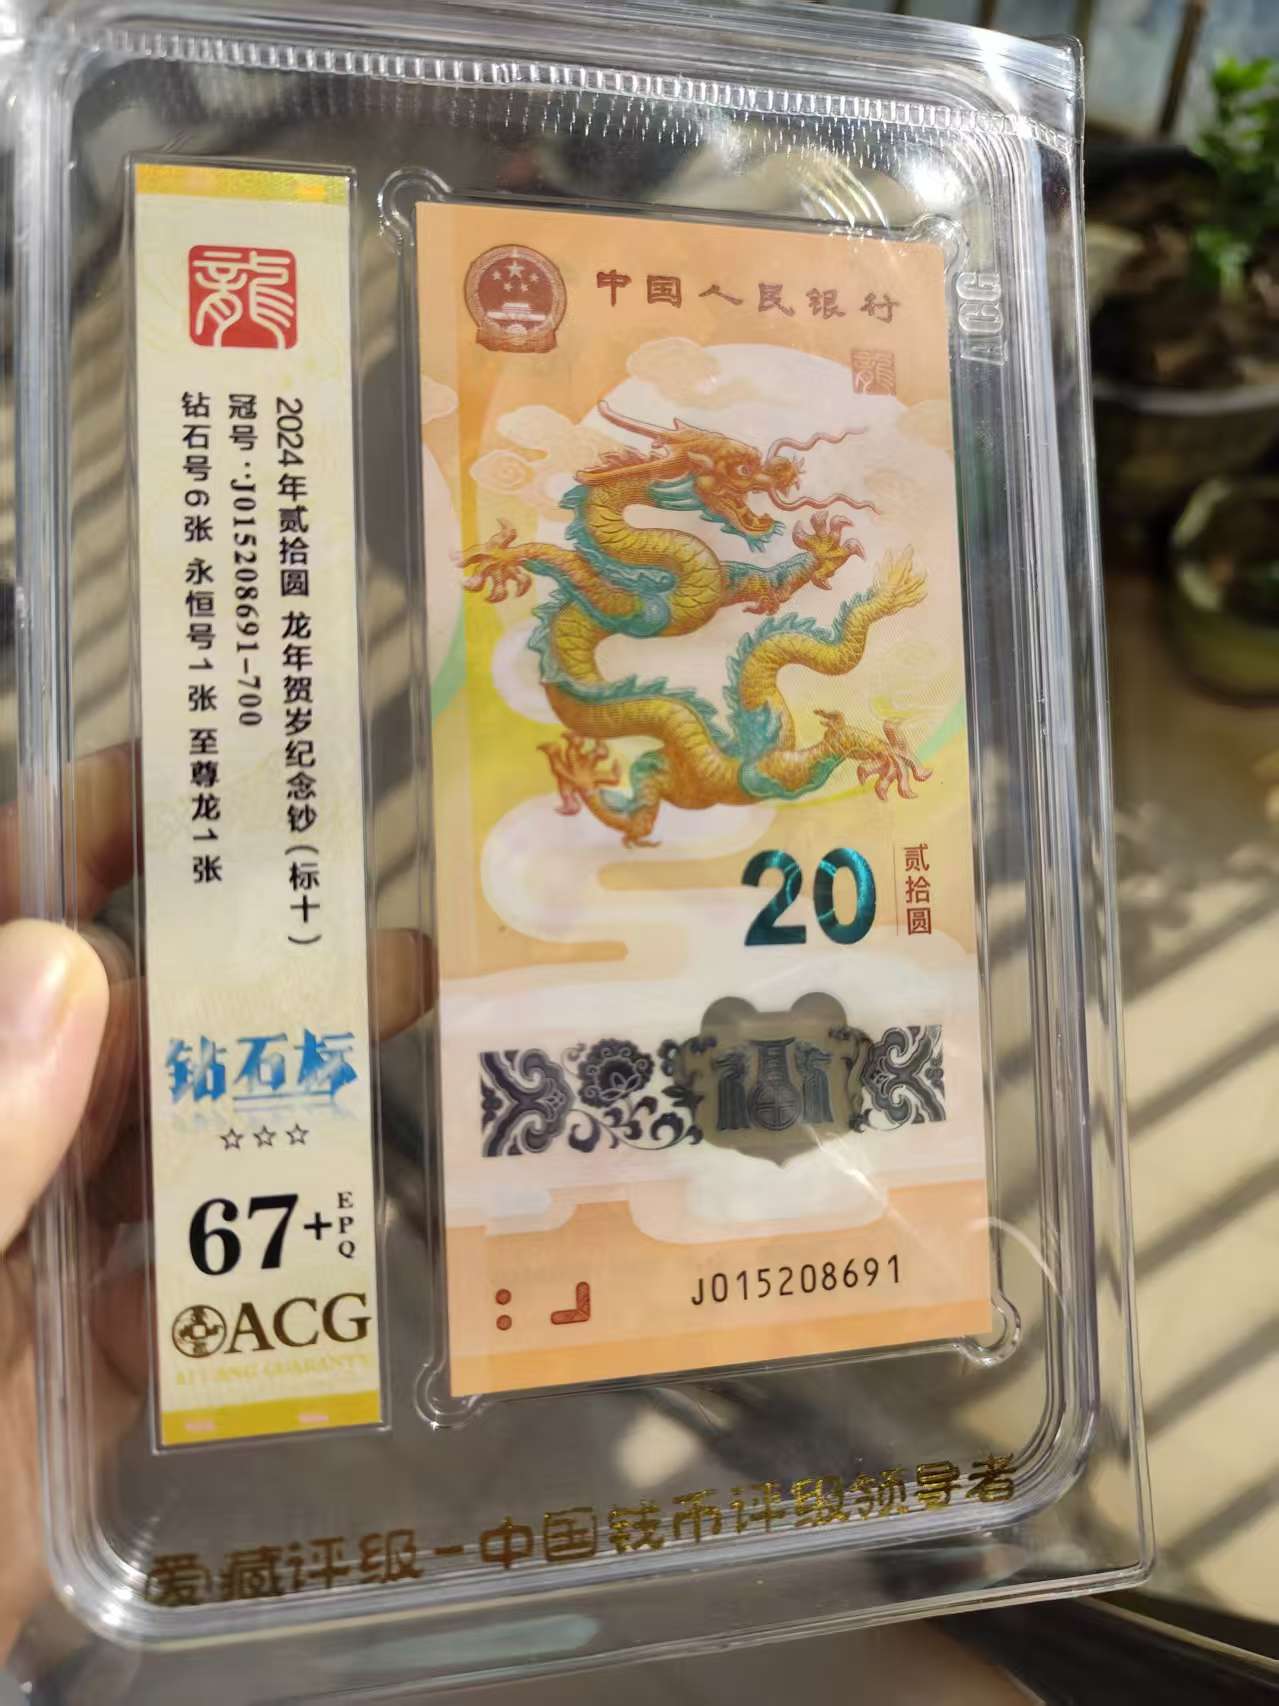 龍
2024年贰拾圆 龙年贺岁纪念钞(标十)
冠号:J015208691-700
钻石号6张 永恒号1张 至尊龙1张
钻石标
☆☆☆
67+
EPQ
ACG
中国人民银行
龍
20
贰拾圆
J015208691
ACG
爱藏评级-中国钱币评级领导者